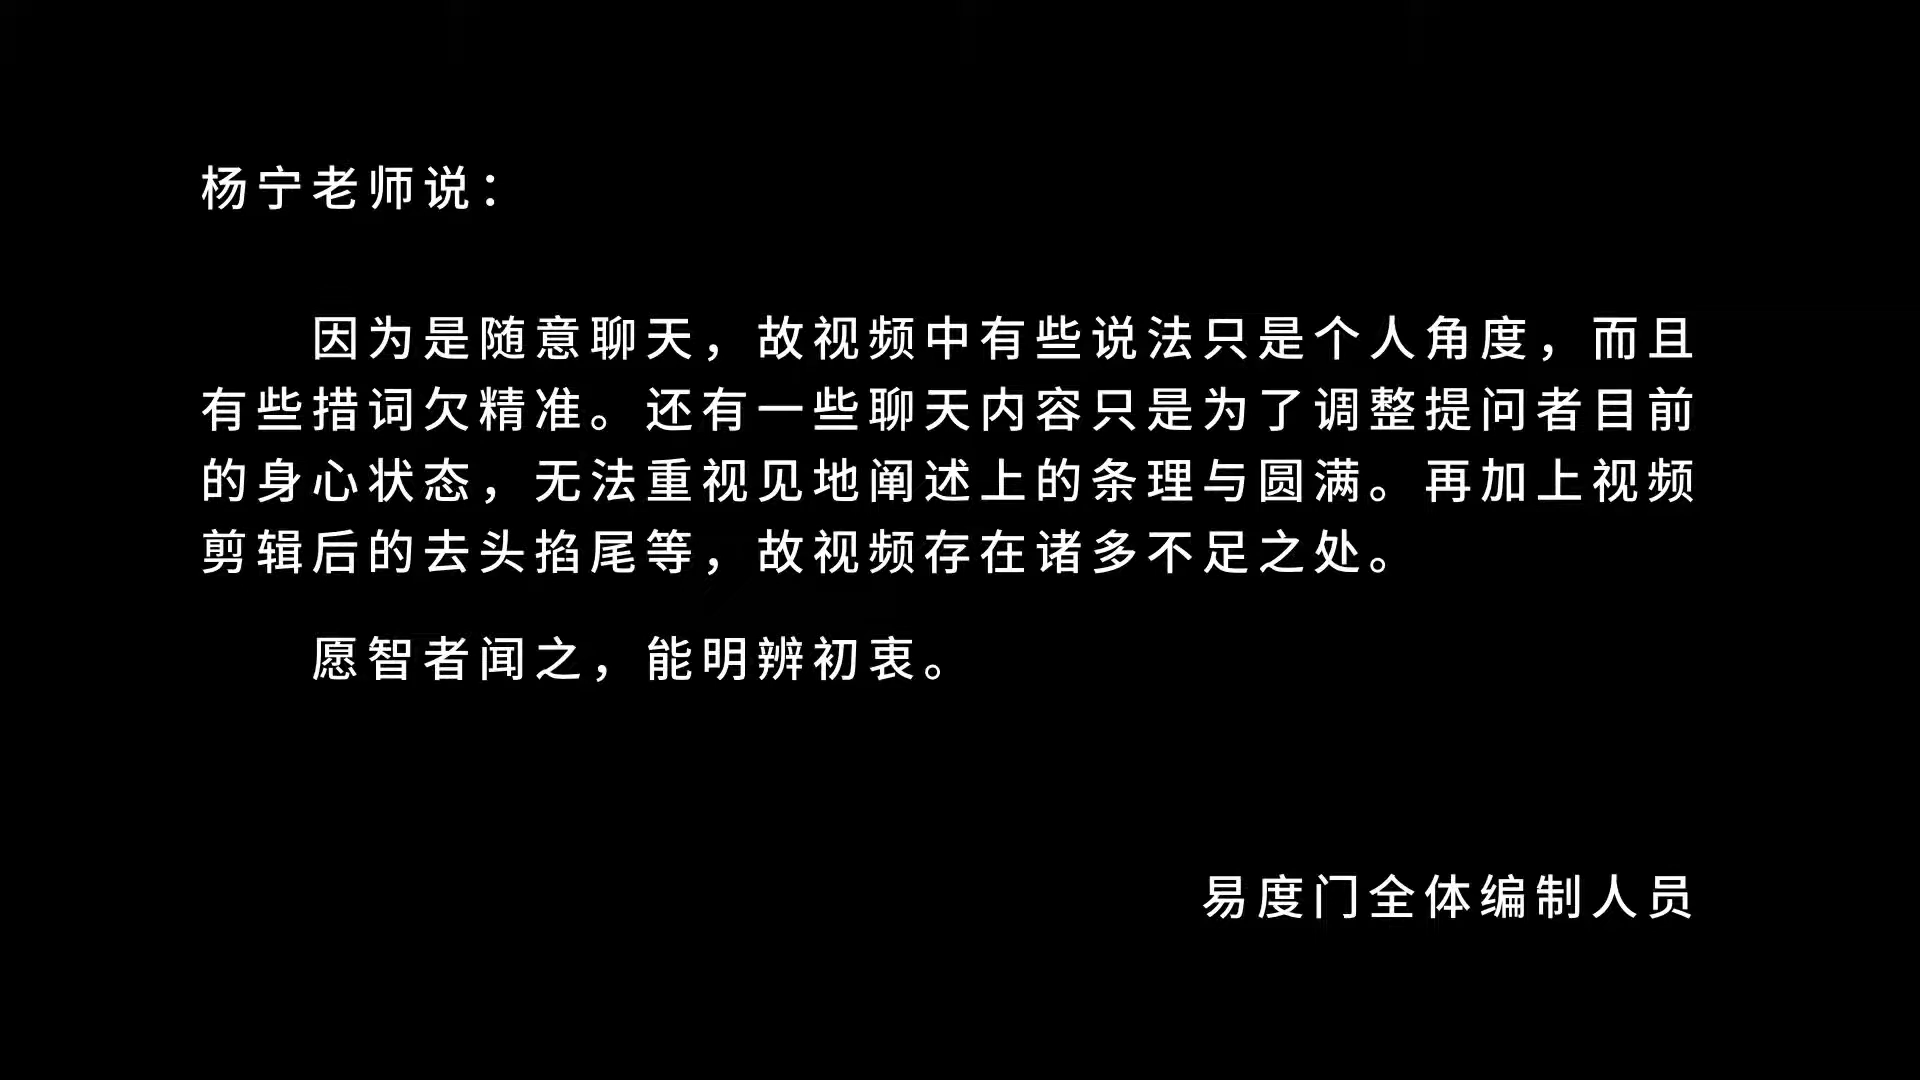 杨宁老师说：
因为是随意聊天，故视频中有些说法只是个人角度，而且
有些措词欠精准。还有一些聊天内容只是为了调整提问者目前
的身心状态，无法重视见地阐述上的条理与圆满。再加上视频
剪辑后的去头掐尾等，故视频存在诸多不足之处。
愿智者闻之，能明辨初衷。
易度门全体编制人员